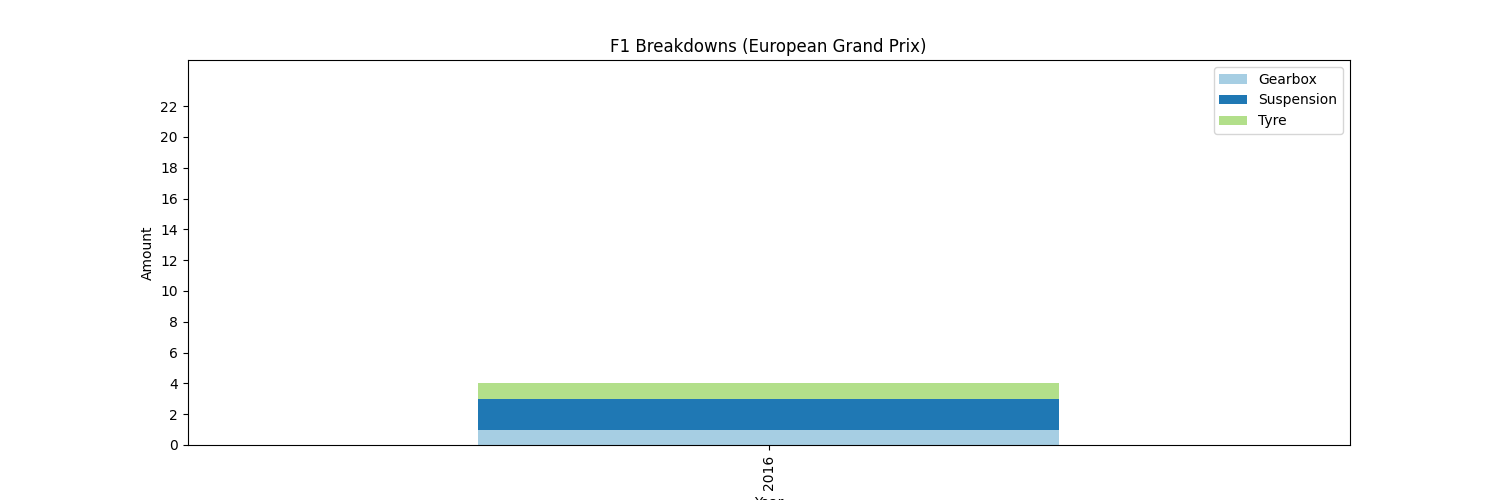 F1 Breakdowns (European Grand Prix)
Gearbox
Suspension
Tyre
22
20
18
16
14
12
10
8
6
4
2
0
Amount
2016
Year